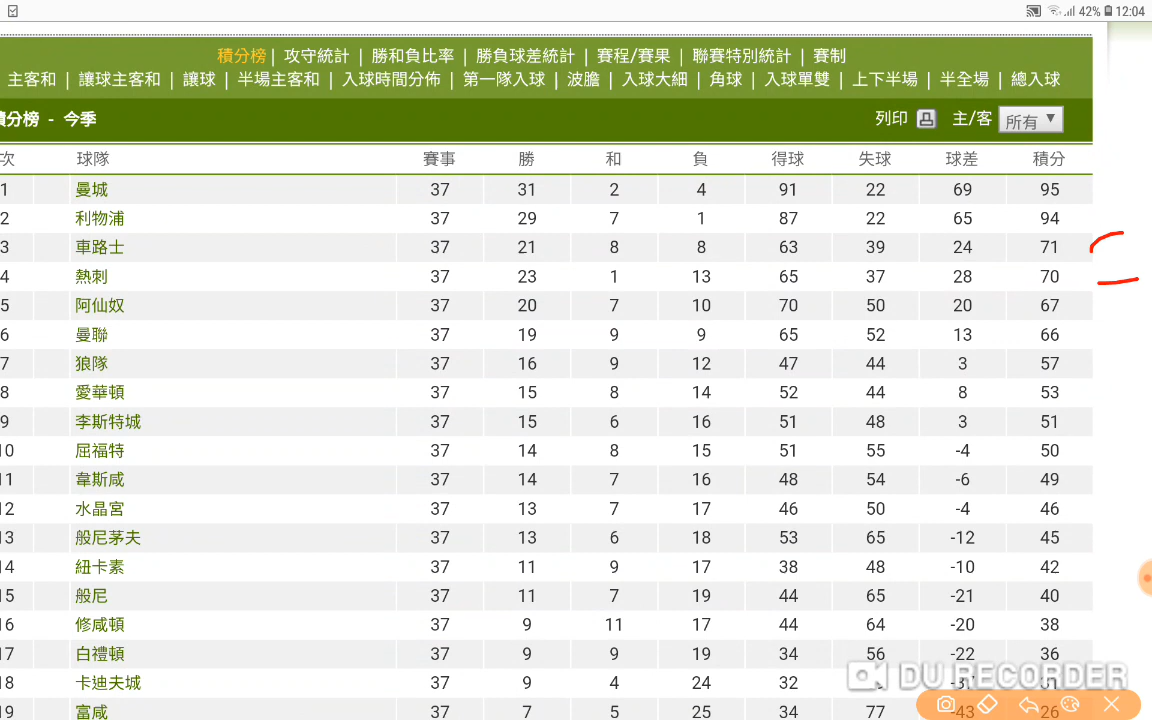 42% 12:04
積分榜 | 攻守統計 | 勝和負比率 | 勝負球差統計 | 賽程/賽果 | 聯賽特別統計 | 賽制
主客和 | 讓球主客和 | 讓球 | 半場主客和 | 入球時間分佈 | 第一隊入球 | 波膽 | 入球大細 | 角球 | 入球單雙 | 上下半場 | 半全場 | 總入球
積分榜 - 今季 列印 主/客 所有
次 球隊 賽事 勝 和 負 得球 失球 球差 積分
1 曼城 37 31 2 4 91 22 69 95
2 利物浦 37 29 7 1 87 22 65 94
3 車路士 37 21 8 8 63 39 24 71
4 熱刺 37 23 1 13 65 37 28 70
5 阿仙奴 37 20 7 10 70 50 20 67
6 曼聯 37 19 9 9 65 52 13 66
7 狼隊 37 16 9 12 47 44 3 57
8 愛華頓 37 15 8 14 52 44 8 53
9 李斯特城 37 15 6 16 51 48 3 51
10 屈福特 37 14 8 15 51 55 -4 50
11 韋斯咸 37 14 7 16 48 54 -6 49
12 水晶宮 37 13 7 17 46 50 -4 46
13 般尼茅夫 37 13 6 18 53 65 -12 45
14 紐卡素 37 11 9 17 38 48 -10 42
15 般尼 37 11 7 19 44 65 -21 40
16 修咸頓 37 9 11 17 44 64 -20 38
17 白禮頓 37 9 9 19 34 56 -22 36
18 卡迪夫城 37 9 4 24 32
DU RECORDER
19 富咸 37 7 5 25 34 77 -43 26